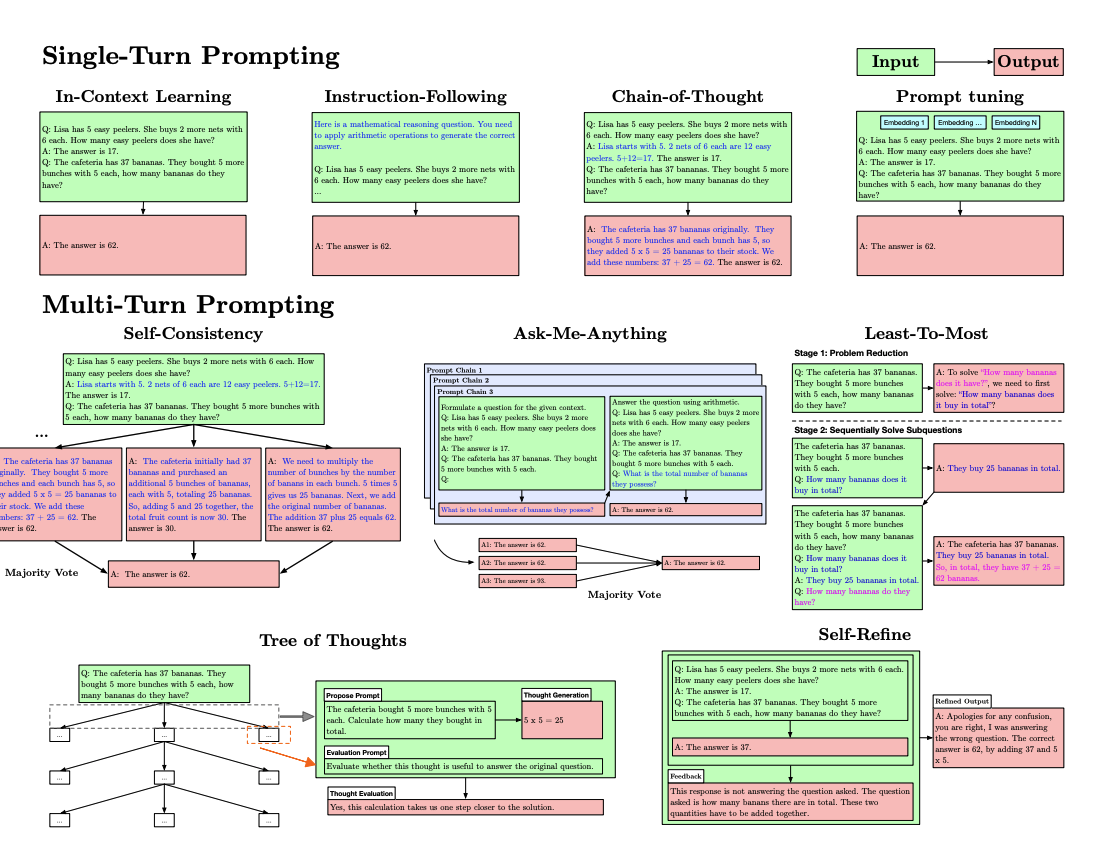 Single-Turn Prompting
Input
Output
In-Context Learning
Q: Lisa has 5 easy peelers. She buys 2 more nets with
6 each. How many easy peelers does she have?
A: The answer is 17.
Q: The cafeteria has 37 bananas. They bought 5 more
bunches with 5 each, how many bananas do they
have?
A: The answer is 62.
Instruction-Following
Here is a mathematical reasoning question. You need
to apply arithmetic operations to generate the correct
answer.
Q: Lisa has 5 easy peelers. She buys 2 more nets with
6 each. How many easy peelers does she have?
...
A: The answer is 62.
Chain-of-Thought
Q: Lisa has 5 easy peelers. She buys 2 more nets with
6 each. How many easy peelers does she have?
A: Lisa starts with 5. 2 nets of 6 each are 12 easy
peelers. 5+12=17. The answer is 17.
Q: The cafeteria has 37 bananas. They bought 5 more
bunches with 5 each, how many bananas do they
have?
A: The cafeteria has 37 bananas originally. They
bought 5 more bunches and each bunch has 5, so
they added 5 x 5 = 25 bananas to their stock. We
add these numbers: 37 + 25 = 62. The answer is 62.
Prompt tuning
Embedding 1
Embedding ...
Embedding N
Q: Lisa has 5 easy peelers. She buys 2 more nets with
6 each. How many easy peelers does she have?
A: The answer is 17.
Q: The cafeteria has 37 bananas. They bought 5 more
bunches with 5 each, how many bananas do they
have?
A: The answer is 62.
Multi-Turn Prompting
Self-Consistency
Q: Lisa has 5 easy peelers. She buys 2 more nets with 6 each. How
many easy peelers does she have?
A: Lisa starts with 5. 2 nets of 6 each are 12 easy peelers. 5+12=17.
The answer is 17.
Q: The cafeteria has 37 bananas. They bought 5 more bunches with
5 each, how many bananas do they have?
...
The cafeteria has 37 bananas
ginally. They bought 5 more
nches and each bunch has 5, so
ey added 5 x 5 = 25 bananas to
eir stock. We add these
mbers: 37 + 25 = 62. The
swer is 62.
A: The cafeteria initially had 37
bananas and purchased an
additional 5 bunches of bananas,
each with 5, totaling 25 bananas.
So, adding 5 and 25 together, the
total fruit count is now 30. The
answer is 30.
A: We need to multiply the
number of bunches by the number
of banans in each bunch. 5 times 5
gives us 25 bananas. Next, we add
the original number of bananas.
The addition 37 plus 25 equals 62.
The answer is 62.
Majority Vote
A: The answer is 62.
Ask-Me-Anything
Prompt Chain 1
Prompt Chain 2
Prompt Chain 3
Formulate a question for the given context.
Q: Lisa has 5 easy peelers. She buys 2 more
nets with 6 each. How many easy peelers does
she have?
A: The answer is 17.
Q: The cafeteria has 37 bananas. They bought
5 more bunches with 5 each.
Q:
What is the total number of bananas they possess?
Answer the question using arithmetic.
Q: Lisa has 5 easy peelers. She buys 2 more
nets with 6 each. How many easy peelers
does she have?
A: The answer is 17.
Q: The cafeteria has 37 bananas. They
bought 5 more bunches with 5 each.
Q: What is the total number of bananas
they possess?
A: The answer is 62.
A1: The answer is 62.
A2: The answer is 62.
A3: The answer is 93.
A: The answer is 62.
Majority Vote
Least-To-Most
Stage 1: Problem Reduction
Q: The cafeteria has 37 bananas.
They bought 5 more bunches
with 5 each, how many bananas
do they have?
A: To solve “How many bananas
does it have?”, we need to first
solve: “How many bananas does
it buy in total”?
Stage 2: Sequentially Solve Subquestions
The cafeteria has 37 bananas.
They bought 5 more bunches
with 5 each.
Q: How many bananas does it
buy in total?
A: They buy 25 bananas in total.
The cafeteria has 37 bananas.
They bought 5 more bunches
with 5 each, how many bananas
do they have?
Q: How many bananas does it
buy in total?
A: They buy 25 bananas in total.
Q: How many bananas do they
have?
A: The cafeteria has 37 bananas.
They buy 25 bananas in total.
So, in total, they have 37 + 25 =
62 bananas.
Tree of Thoughts
Q: The cafeteria has 37 bananas. They
bought 5 more bunches with 5 each, how
many bananas do they have?
...
...
...
...
...
...
...
...
...
Propose Prompt
The cafeteria bought 5 more bunches with 5
each. Calculate how many they bought in
total.
Thought Generation
5 x 5 = 25
Evaluation Prompt
Evaluate whether this thought is useful to answer the original question.
Thought Evaluation
Yes, this calculation takes us one step closer to the solution.
Self-Refine
Q: Lisa has 5 easy peelers. She buys 2 more nets with 6 each.
How many easy peelers does she have?
A: The answer is 17.
Q: The cafeteria has 37 bananas. They bought 5 more
bunches with 5 each, how many bananas do they have?
A: The answer is 37.
Feedback
This response is not answering the question asked. The question
asked is how many banans there are in total. These two
quantities have to be added together.
Refined Output
A: Apologies for any confusion,
you are right, I was answering
the wrong question. The correct
answer is 62, by adding 37 and 5
x 5.